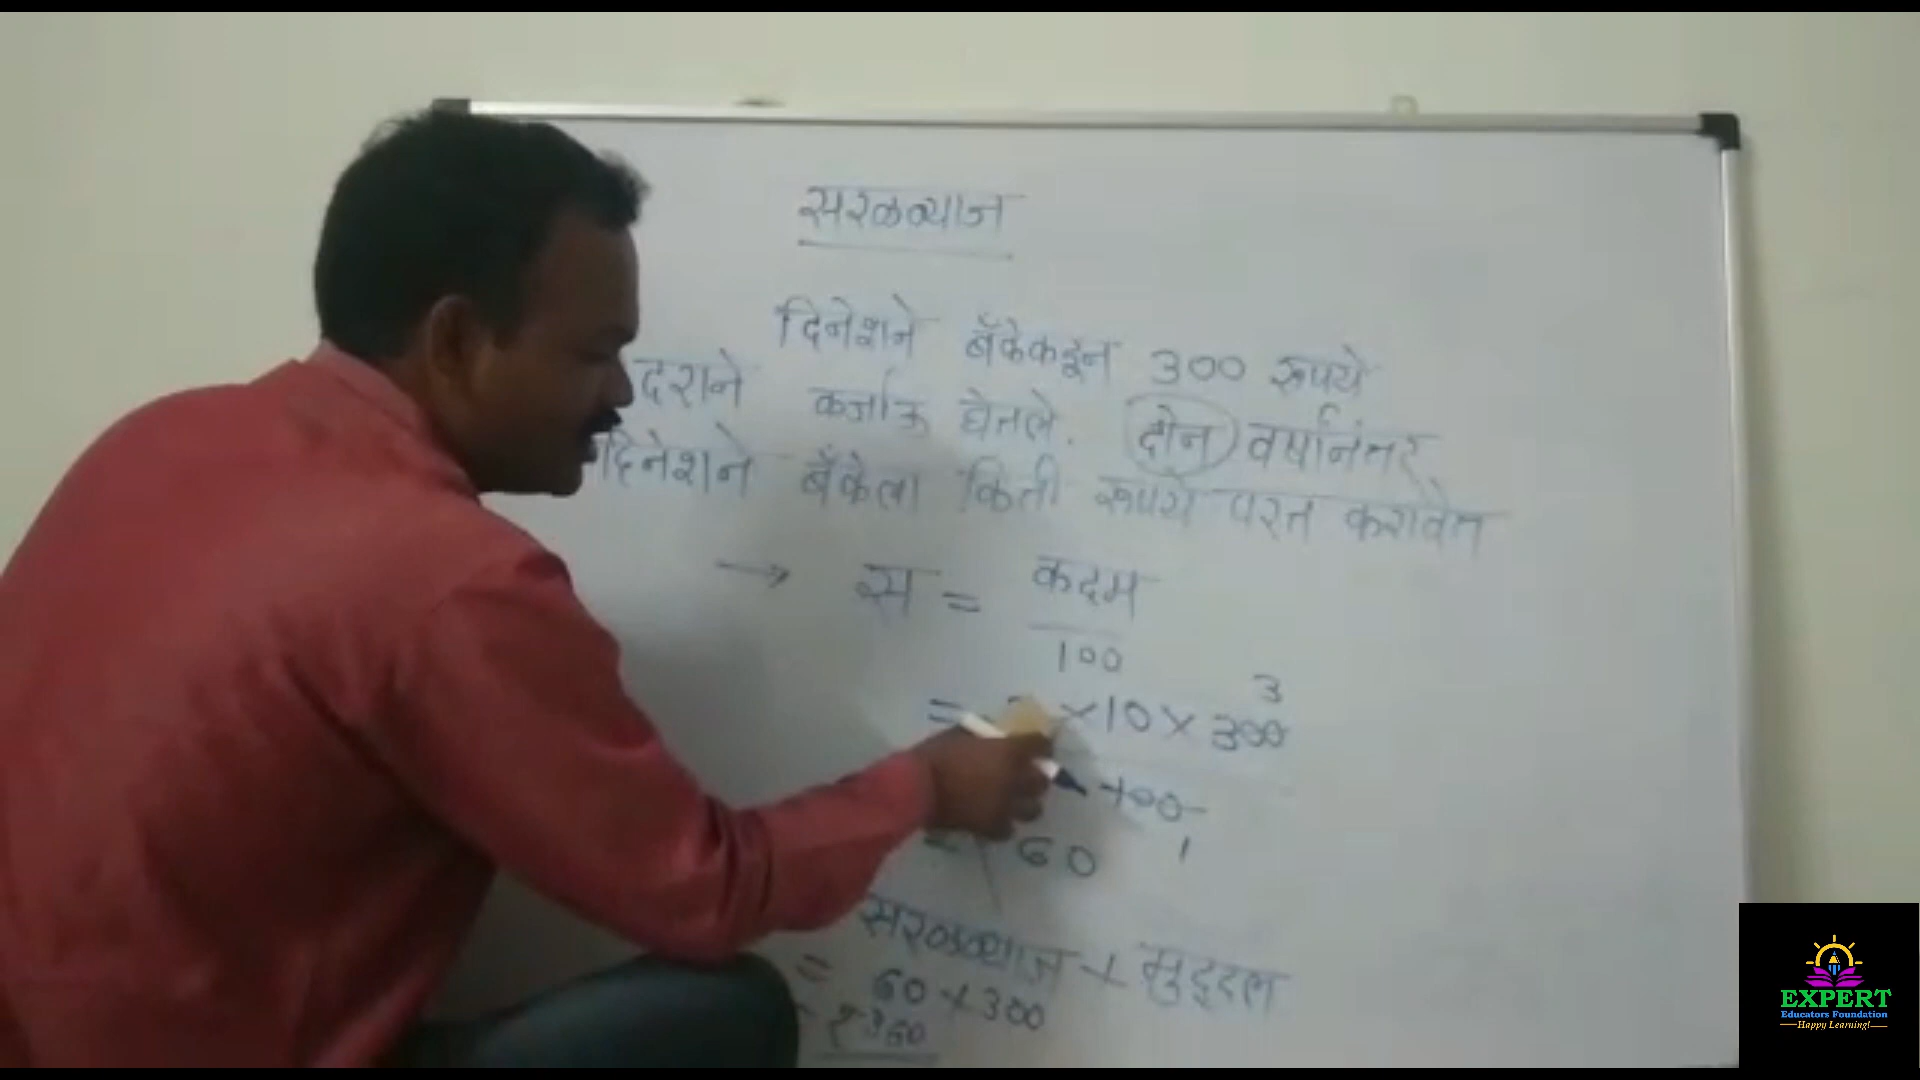 सरळव्याज
दिनेशने बँकेकडून 300 रुपये
दराने कर्जाऊ घेतले. दोन वर्षानंतर
दिनेशने बँकेला किती रुपये परत करावेत
→ स = कदम
100
3
= × 10 × 300
100
1
= 60
सरळव्याज + मुद्दल
= 60 + 300
= ₹ 360
EXPERT
Educators Foundation
Happy Learning!